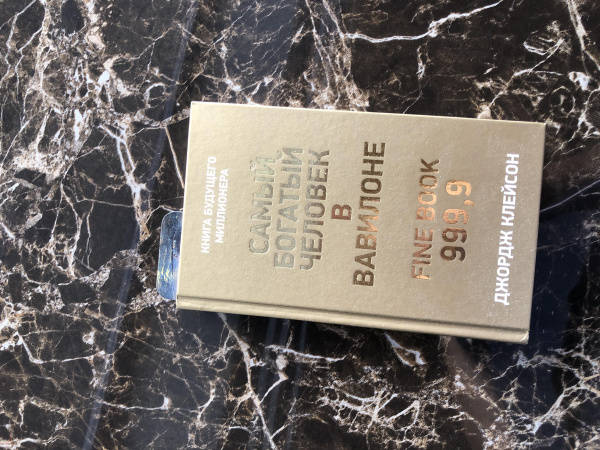 КНИГА БУДУЩЕГО
МИЛЛИОНЕРА
САМЫЙ
БОГАТЫЙ
ЧЕЛОВЕК
В
ВАВИЛОНЕ
FINE BOOK
999,9
ДЖОРДЖ КЛЕЙСОН